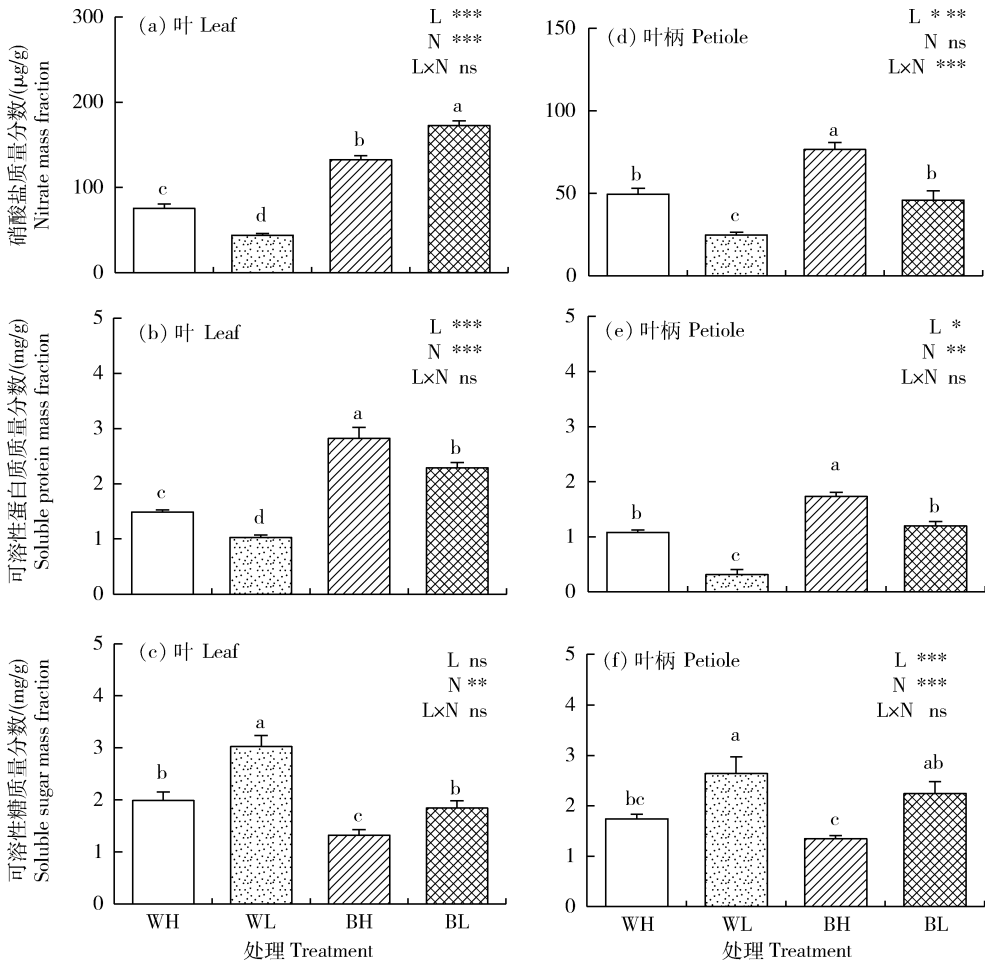 硝酸盐质量分数/(μg/g)
Nitrate mass fraction
300
200
100
0
(a) 叶 Leaf
L ***
N ***
L×N ns
c
d
b
a
150
100
50
0
(d) 叶柄 Petiole
L * **
N ns
L×N ***
b
c
a
b
可溶性蛋白质质量分数/(mg/g)
Soluble protein mass fraction
5
4
3
2
1
0
(b) 叶 Leaf
L ***
N ***
L×N ns
c
d
a
b
5
4
3
2
1
0
(e) 叶柄 Petiole
L *
N **
L×N ns
b
c
a
b
可溶性糖质量分数/(mg/g)
Soluble sugar mass fraction
5
4
3
2
1
0
(c) 叶 Leaf
L ns
N **
L×N ns
b
a
c
b
WH WL BH BL
处理 Treatment
5
4
3
2
1
0
(f) 叶柄 Petiole
L ***
N ***
L×N ns
bc
a
c
ab
WH WL BH BL
处理 Treatment